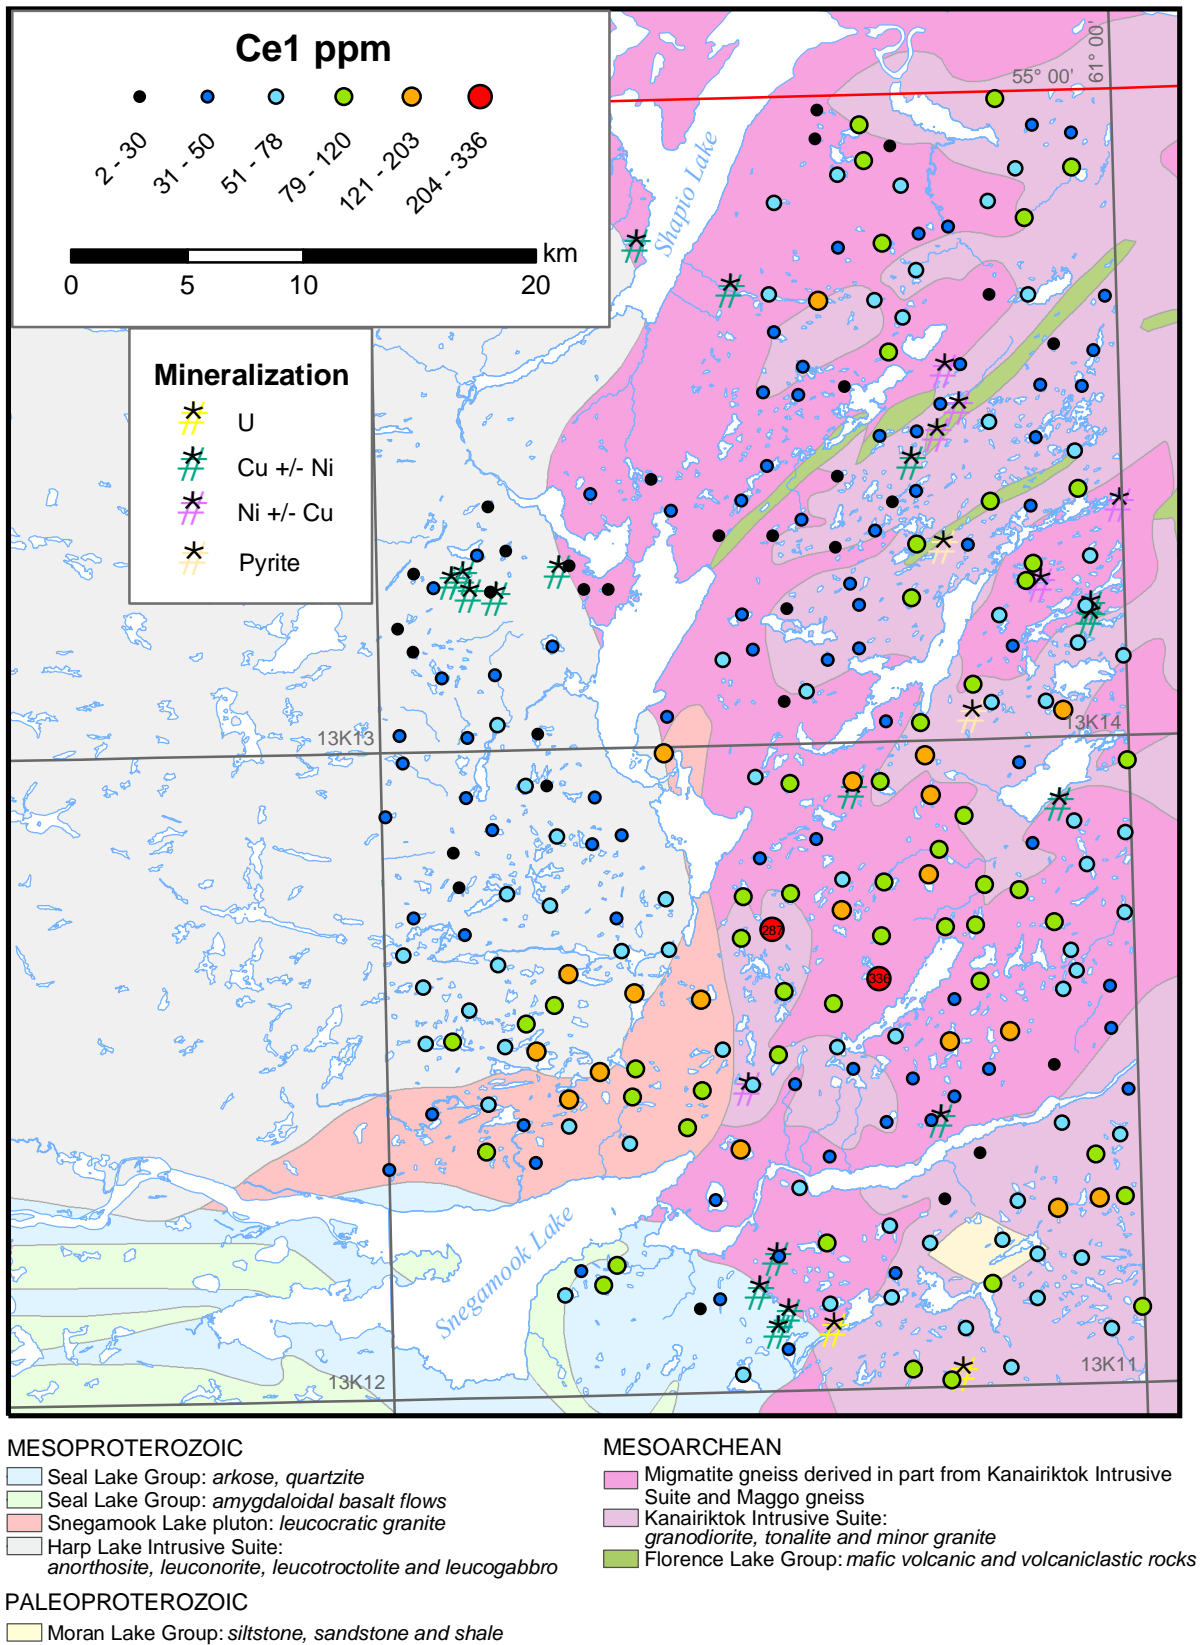 Ce1 ppm
2 - 30
31 - 50
51 - 78
79 - 120
121 - 203
204 - 336
km
0 5 10 20
Mineralization
U
Cu +/- Ni
Ni +/- Cu
Pyrite
55° 00'
61° 00'
Shapio Lake
13K13
13K14
287
336
Snegamook Lake
13K12
13K11
MESOPROTEROZOIC
Seal Lake Group: arkose, quartzite
Seal Lake Group: amygdaloidal basalt flows
Snegamook Lake pluton: leucocratic granite
Harp Lake Intrusive Suite:
anorthosite, leuconorite, leucotroctolite and leucogabbro
PALEOPROTEROZOIC
Moran Lake Group: siltstone, sandstone and shale
MESOARCHEAN
Migmatite gneiss derived in part from Kanairiktok Intrusive
Suite and Maggo gneiss
Kanairiktok Intrusive Suite:
granodiorite, tonalite and minor granite
Florence Lake Group: mafic volcanic and volcaniclastic rocks